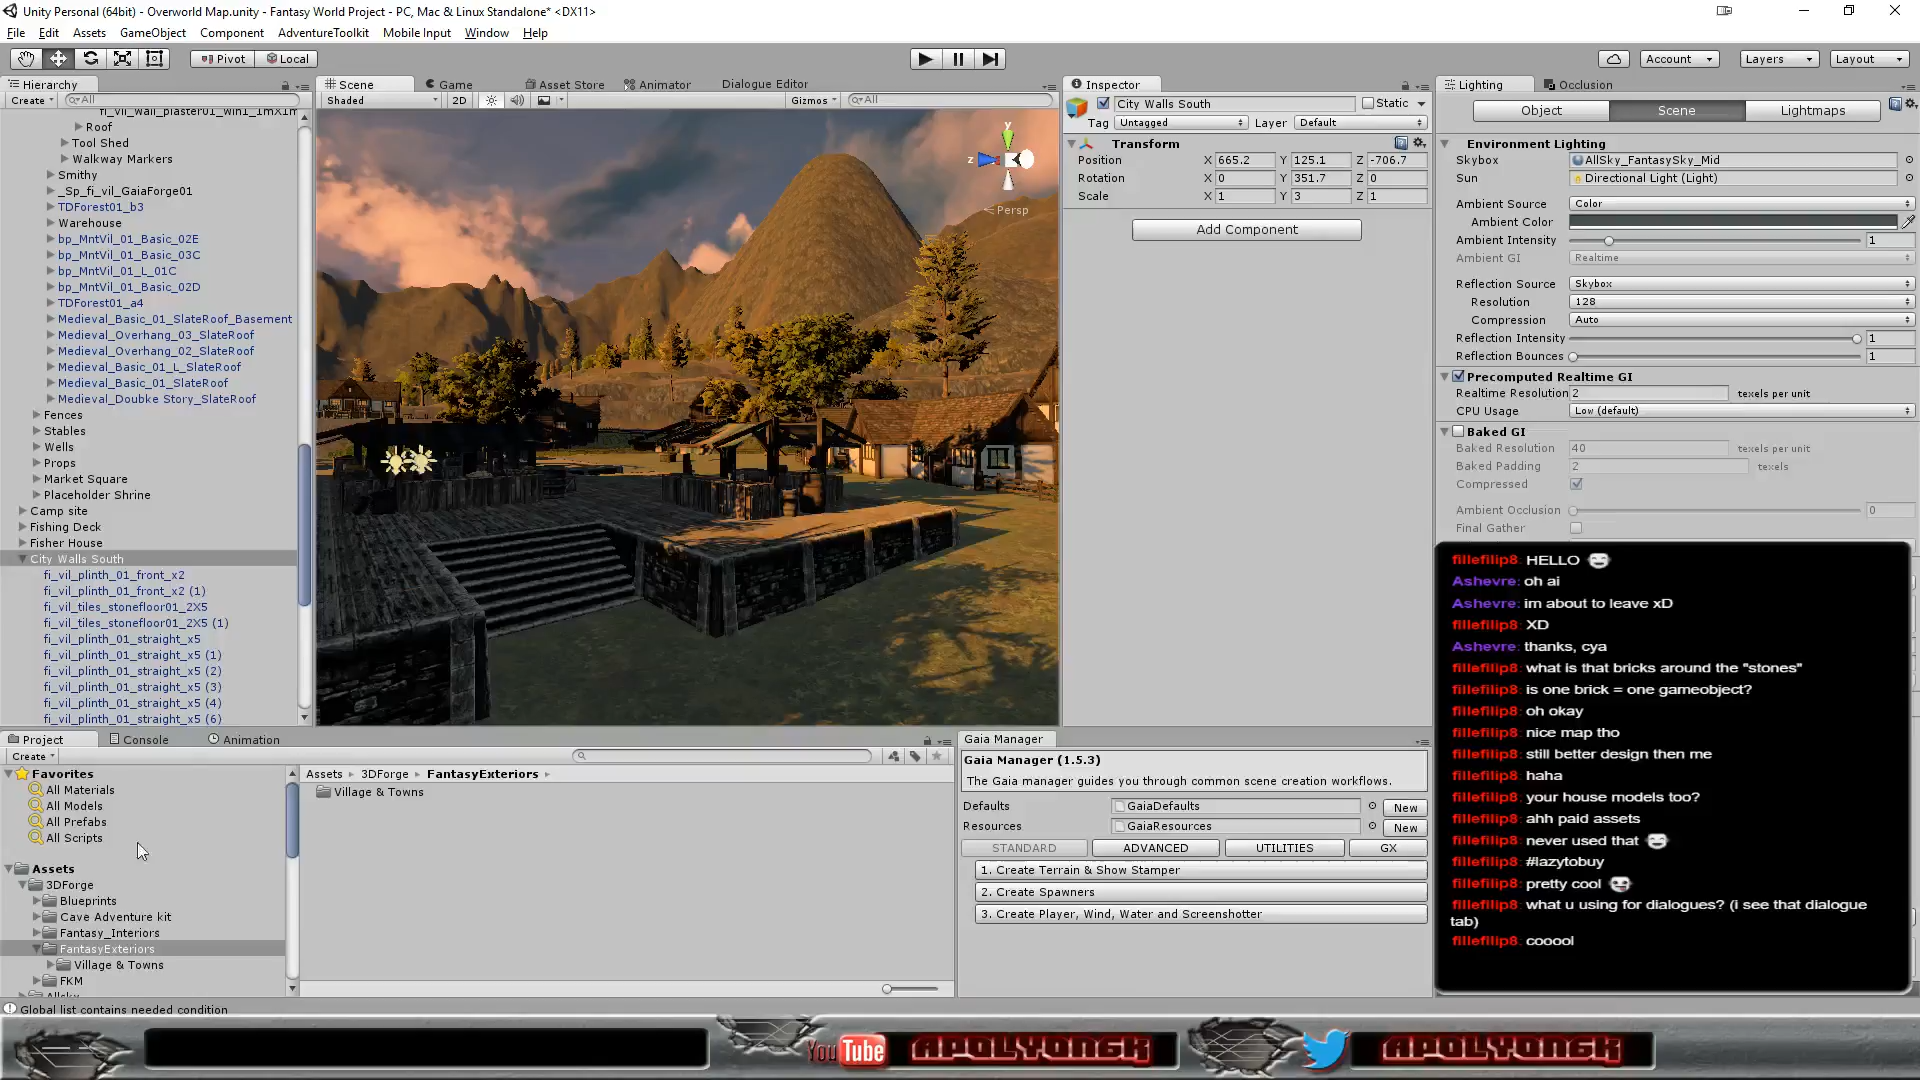 Unity Personal (64bit) - Overworld Map.unity - Fantasy World Project - PC, Mac & Linux Standalone* <DX11>
File Edit Assets GameObject Component AdventureToolkit Mobile Input Window Help
Pivot Local Account Layers Layout
Hierarchy
Create All
fi_vil_wall_plaster01_win1_1mX1m
Roof
Tool Shed
Walkway Markers
Smithy
_Sp_fi_vil_GaiaForge01
TDForest01_b3
Warehouse
bp_MntVil_01_Basic_02E
bp_MntVil_01_Basic_03C
bp_MntVil_01_L_01C
bp_MntVil_01_Basic_02D
TDForest01_a4
Medieval_Basic_01_SlateRoof_Basement
Medieval_Overhang_03_SlateRoof
Medieval_Overhang_02_SlateRoof
Medieval_Basic_01_L_SlateRoof
Medieval_Basic_01_SlateRoof
Medieval_Doubke Story_SlateRoof
Fences
Stables
Wells
Props
Market Square
Placeholder Shrine
Camp site
Fishing Deck
Fisher House
City Walls South
fi_vil_plinth_01_front_x2
fi_vil_plinth_01_front_x2 (1)
fi_vil_tiles_stonefloor01_2X5
fi_vil_tiles_stonefloor01_2X5 (1)
fi_vil_plinth_01_straight_x5
fi_vil_plinth_01_straight_x5 (1)
fi_vil_plinth_01_straight_x5 (2)
fi_vil_plinth_01_straight_x5 (3)
fi_vil_plinth_01_straight_x5 (4)
fi_vil_plinth_01_straight_x5 (6)
Scene Game Asset Store Animator Dialogue Editor
Shaded 2D Gizmos All
y
z
Persp
Inspector
City Walls South Static
Tag Untagged Layer Default
Transform
Position X 665.2 Y 125.1 Z -706.7
Rotation X 0 Y 351.7 Z 0
Scale X 1 Y 3 Z 1
Add Component
Lighting Occlusion
Object Scene Lightmaps
Environment Lighting
Skybox AllSky_FantasySky_Mid
Sun Directional Light (Light)
Ambient Source Color
Ambient Color
Ambient Intensity 1
Ambient GI Realtime
Reflection Source Skybox
Resolution 128
Compression Auto
Reflection Intensity 1
Reflection Bounces 1
Precomputed Realtime GI
Realtime Resolution 2 texels per unit
CPU Usage Low (default)
Baked GI
Baked Resolution 40 texels per unit
Baked Padding 2 texels
Compressed
Ambient Occlusion 0
Final Gather
fillefilip8: HELLO
Ashevre: oh ai
Ashevre: im about to leave xD
fillefilip8: XD
Ashevre: thanks, cya
fillefilip8: what is that bricks around the "stones"
fillefilip8: is one brick = one gameobject?
fillefilip8: oh okay
fillefilip8: nice map tho
fillefilip8: still better design then me
fillefilip8: haha
fillefilip8: your house models too?
fillefilip8: ahh paid assets
fillefilip8: never used that
fillefilip8: #lazytobuy
fillefilip8: pretty cool
fillefilip8: what u using for dialogues? (i see that dialogue
tab)
fillefilip8: cooool
Project Console Animation
Create
Favorites
All Materials
All Models
All Prefabs
All Scripts
Assets
3DForge
Blueprints
Cave Adventure kit
Fantasy_Interiors
FantasyExteriors
Village & Towns
FKM
Allsky
Assets 3DForge FantasyExteriors
Village & Towns
Gaia Manager
Gaia Manager (1.5.3)
The Gaia manager guides you through common scene creation workflows.
Defaults GaiaDefaults New
Resources GaiaResources New
STANDARD ADVANCED UTILITIES GX
1. Create Terrain & Show Stamper
2. Create Spawners
3. Create Player, Wind, Water and Screenshotter
Global list contains needed condition
YouTube APOLYONGK APOLYONGK